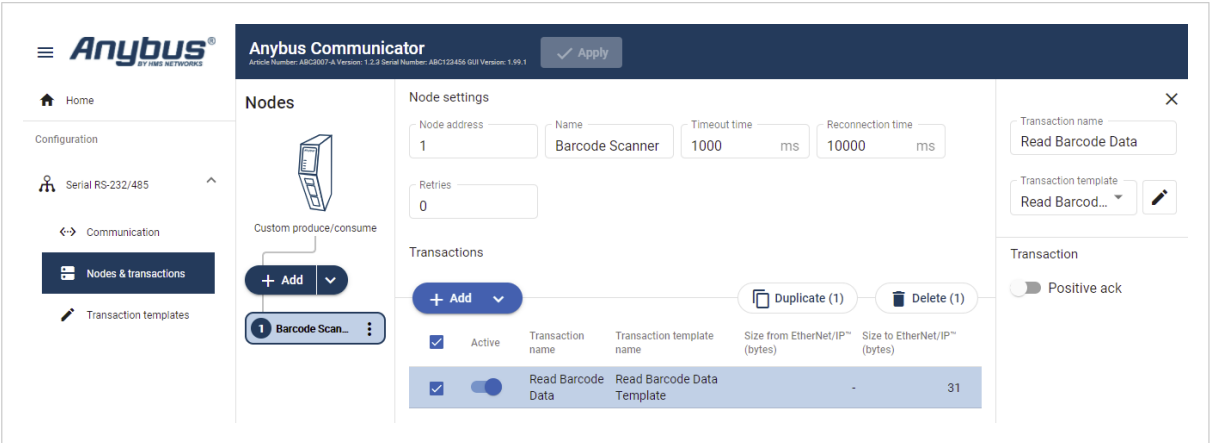 Anybus®
BY HMS NETWORKS
Anybus Communicator
Article Number: ABC3007-A Version: 1.2.3 Serial Number: ABC123456 GUI Version: 1.99.1
Apply
Home
Configuration
Serial RS-232/485
Communication
Nodes & transactions
Transaction templates
Nodes
Custom produce/consume
Add
1 Barcode Scan...
Node settings
Node address
1
Name
Barcode Scanner
Timeout time
1000 ms
Reconnection time
10000 ms
Retries
0
Transactions
Add
Duplicate (1)
Delete (1)
Active
Transaction
name
Transaction template
name
Size from EtherNet/IP™
(bytes)
Size to EtherNet/IP™
(bytes)
Read Barcode
Data
Read Barcode Data
Template
-
31
Transaction name
Read Barcode Data
Transaction template
Read Barcod...
Transaction
Positive ack